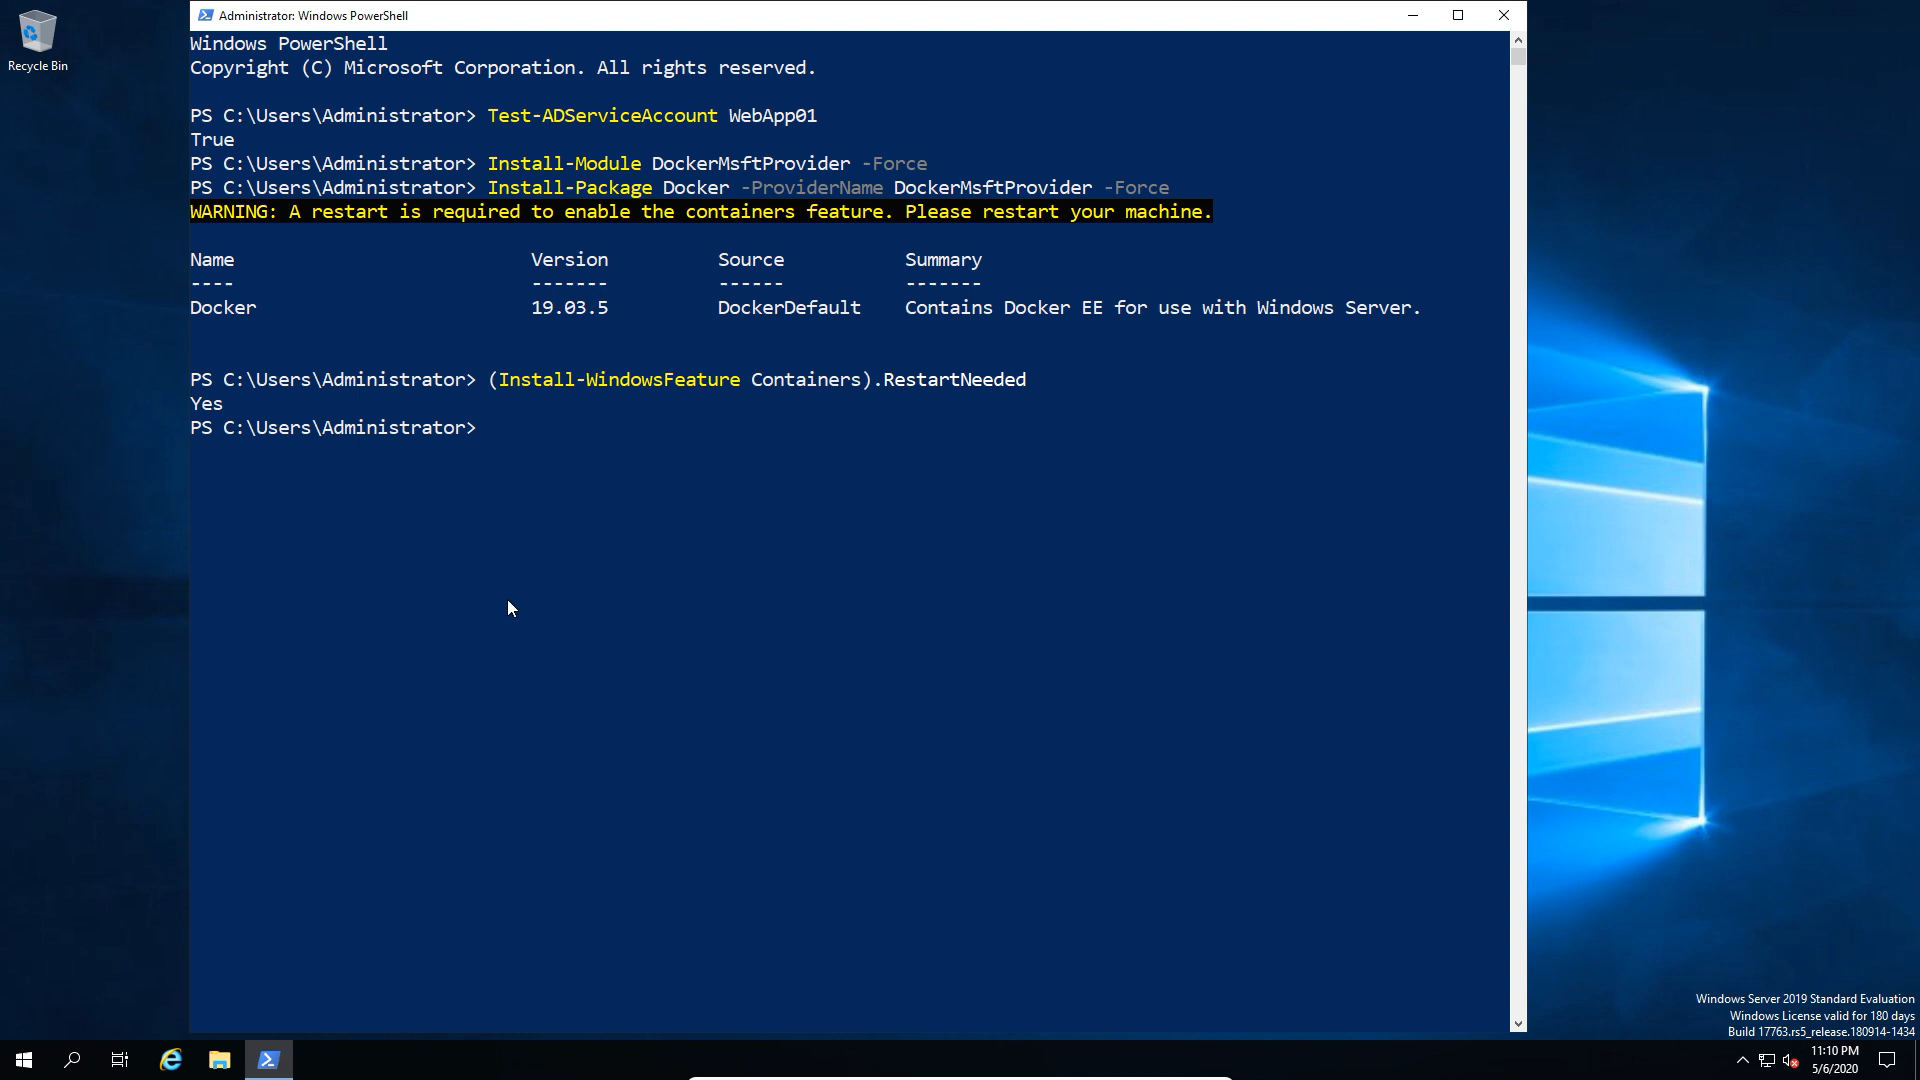 Recycle Bin
Administrator: Windows PowerShell
Windows PowerShell
Copyright (C) Microsoft Corporation. All rights reserved.
PS C:\Users\Administrator> Test-ADServiceAccount WebApp01
True
PS C:\Users\Administrator> Install-Module DockerMsftProvider -Force
PS C:\Users\Administrator> Install-Package Docker -ProviderName DockerMsftProvider -Force
WARNING: A restart is required to enable the containers feature. Please restart your machine.
Name Version Source Summary
---- ------- ------ -------
Docker 19.03.5 DockerDefault Contains Docker EE for use with Windows Server.
PS C:\Users\Administrator> (Install-WindowsFeature Containers).RestartNeeded
Yes
PS C:\Users\Administrator>
Windows Server 2019 Standard Evaluation
Windows License valid for 180 days
Build 17763.rs5_release.180914-1434
11:10 PM
5/6/2020